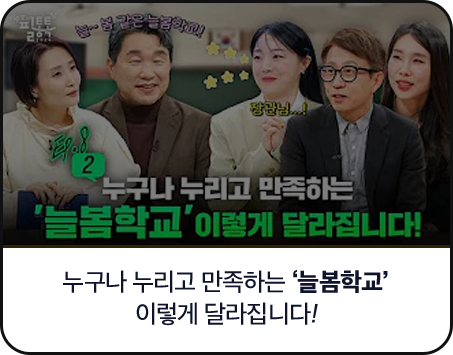 늘~ 봄 같은 늘봄학교!
장관님...!
EP.
2
누구나 누리고 만족하는
'늘봄학교' 이렇게 달라집니다!
누구나 누리고 만족하는 ‘늘봄학교’
이렇게 달라집니다!